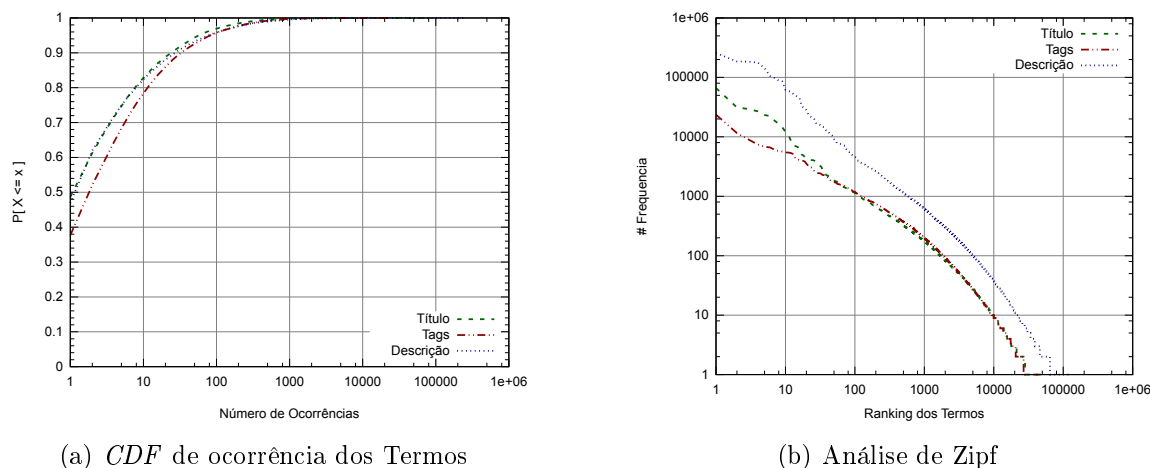 1
0.9
0.8
0.7
0.6
0.5
0.4
0.3
0.2
0.1
0
P[ X <= x ]
Título
Tags
Descrição
1 10 100 1000 10000 100000 1e+06
Número de Ocorrências
(a) CDF de ocorrência dos Termos
1e+06
100000
10000
1000
100
10
1
# Frequencia
Título
Tags
Descrição
1 10 100 1000 10000 100000 1e+06
Ranking dos Termos
(b) Análise de Zipf